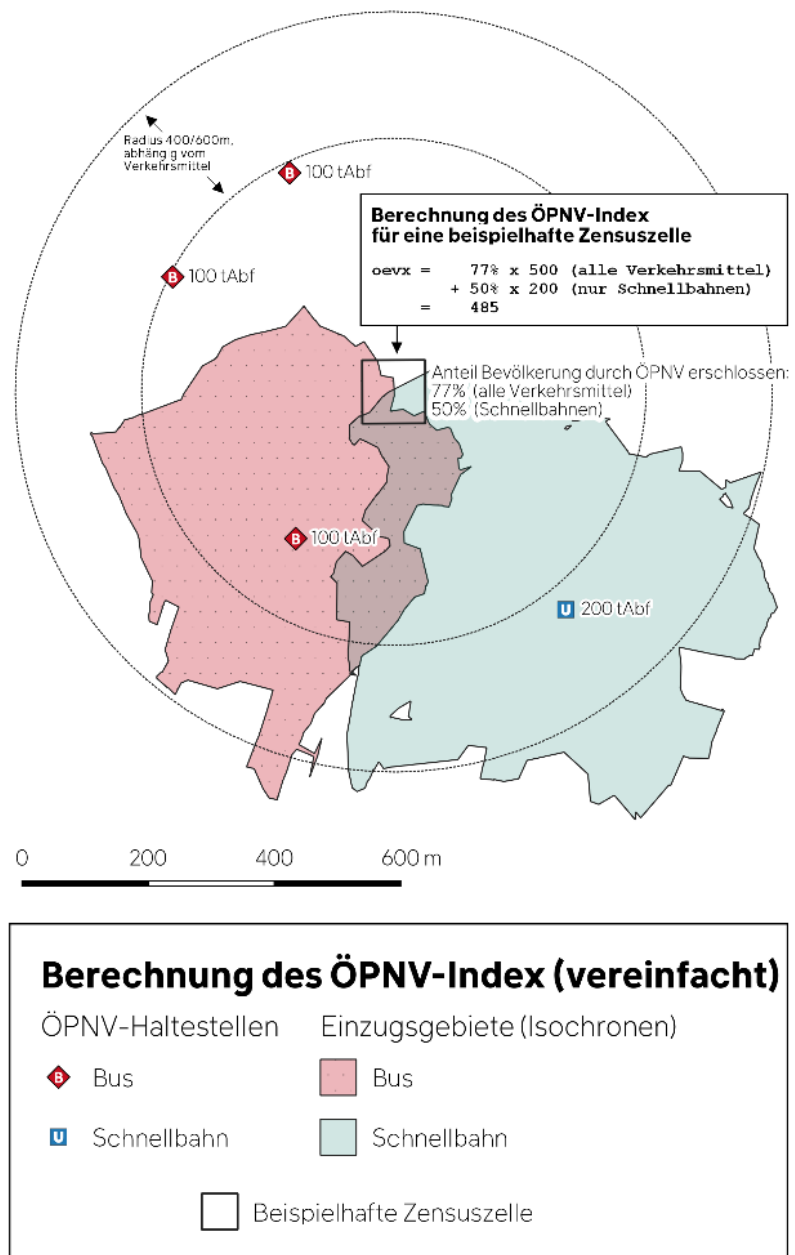 Radius 400/600m,
abhäng g vom
Verkehrsmittel
B 100 tAbf
B 100 tAbf
Berechnung des ÖPNV-Index
für eine beispielhafte Zensuszelle
oevx = 77% x 500 (alle Verkehrsmittel)
+ 50% x 200 (nur Schnellbahnen)
= 485
Anteil Bevölkerung durch ÖPNV erschlossen:
77% (alle Verkehrsmittel)
50% (Schnellbahnen)
B 100 tAbf
U 200 tAbf
0 200 400 600 m
Berechnung des ÖPNV-Index (vereinfacht)
ÖPNV-Haltestellen Einzugsgebiete (Isochronen)
B Bus Bus
U Schnellbahn Schnellbahn
Beispielhafte Zensuszelle